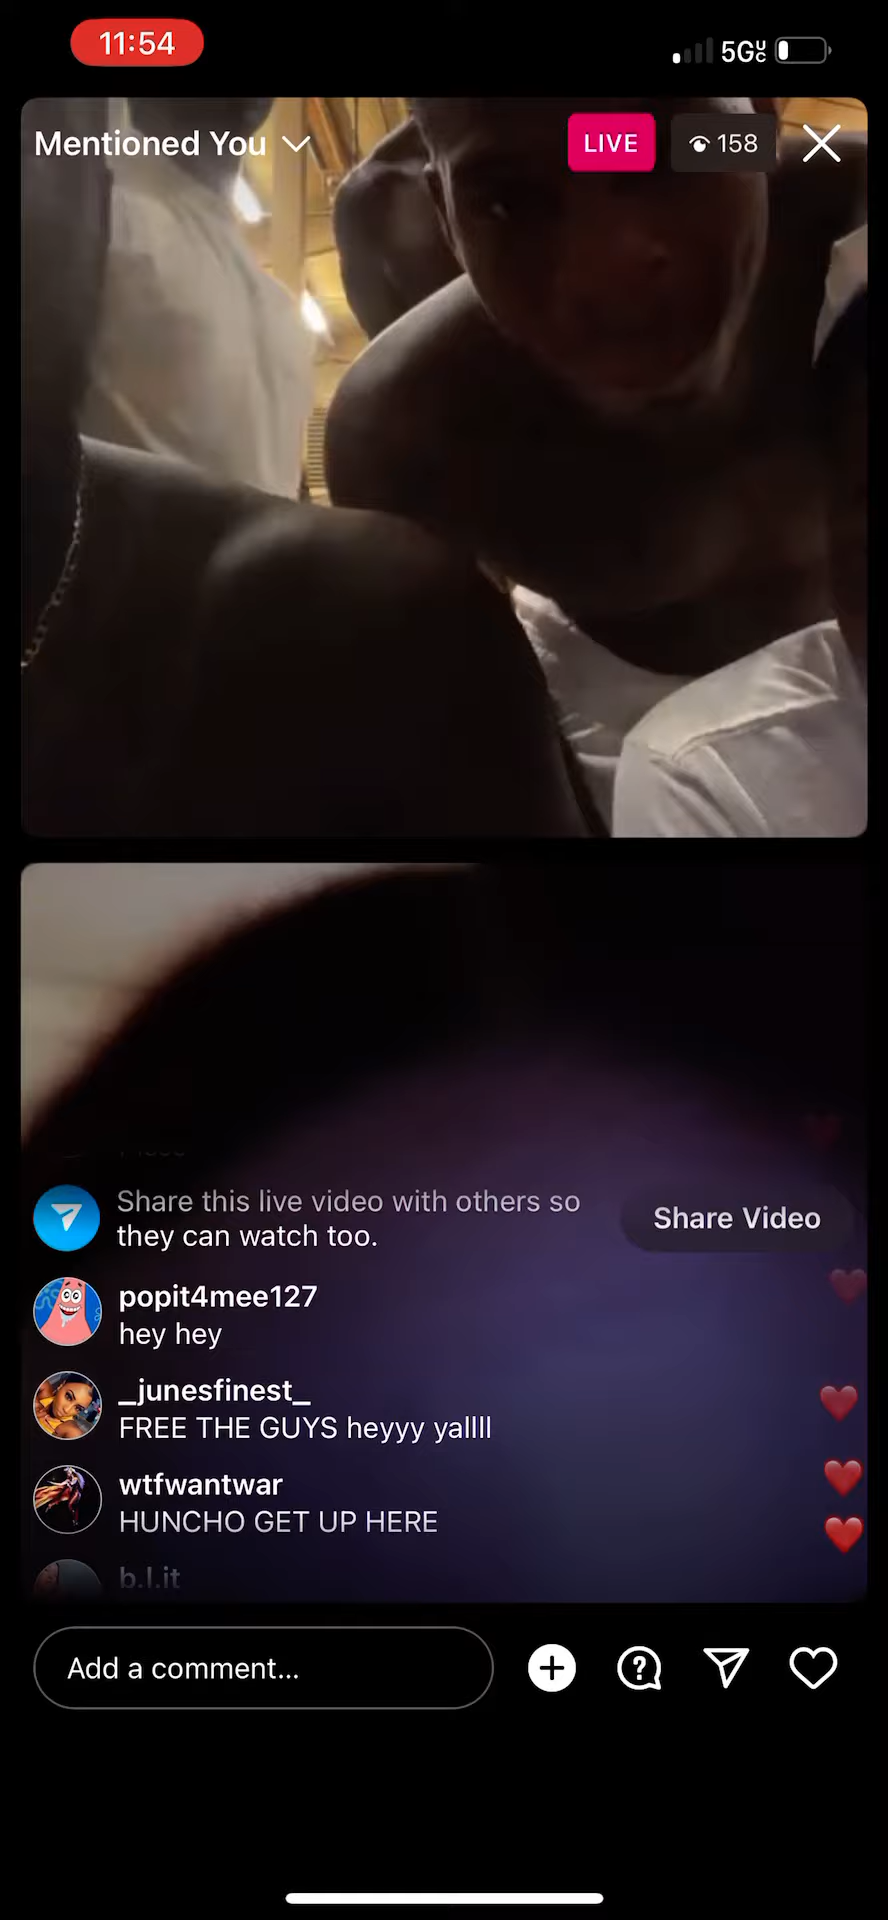 11:54
5GUC
Mentioned You
LIVE
158
Share this live video with others so
they can watch too.
Share Video
popit4mee127
hey hey
_junesfinest_
FREE THE GUYS heyyy yallll
wtfwantwar
HUNCHO GET UP HERE
b.l.it
Add a comment...